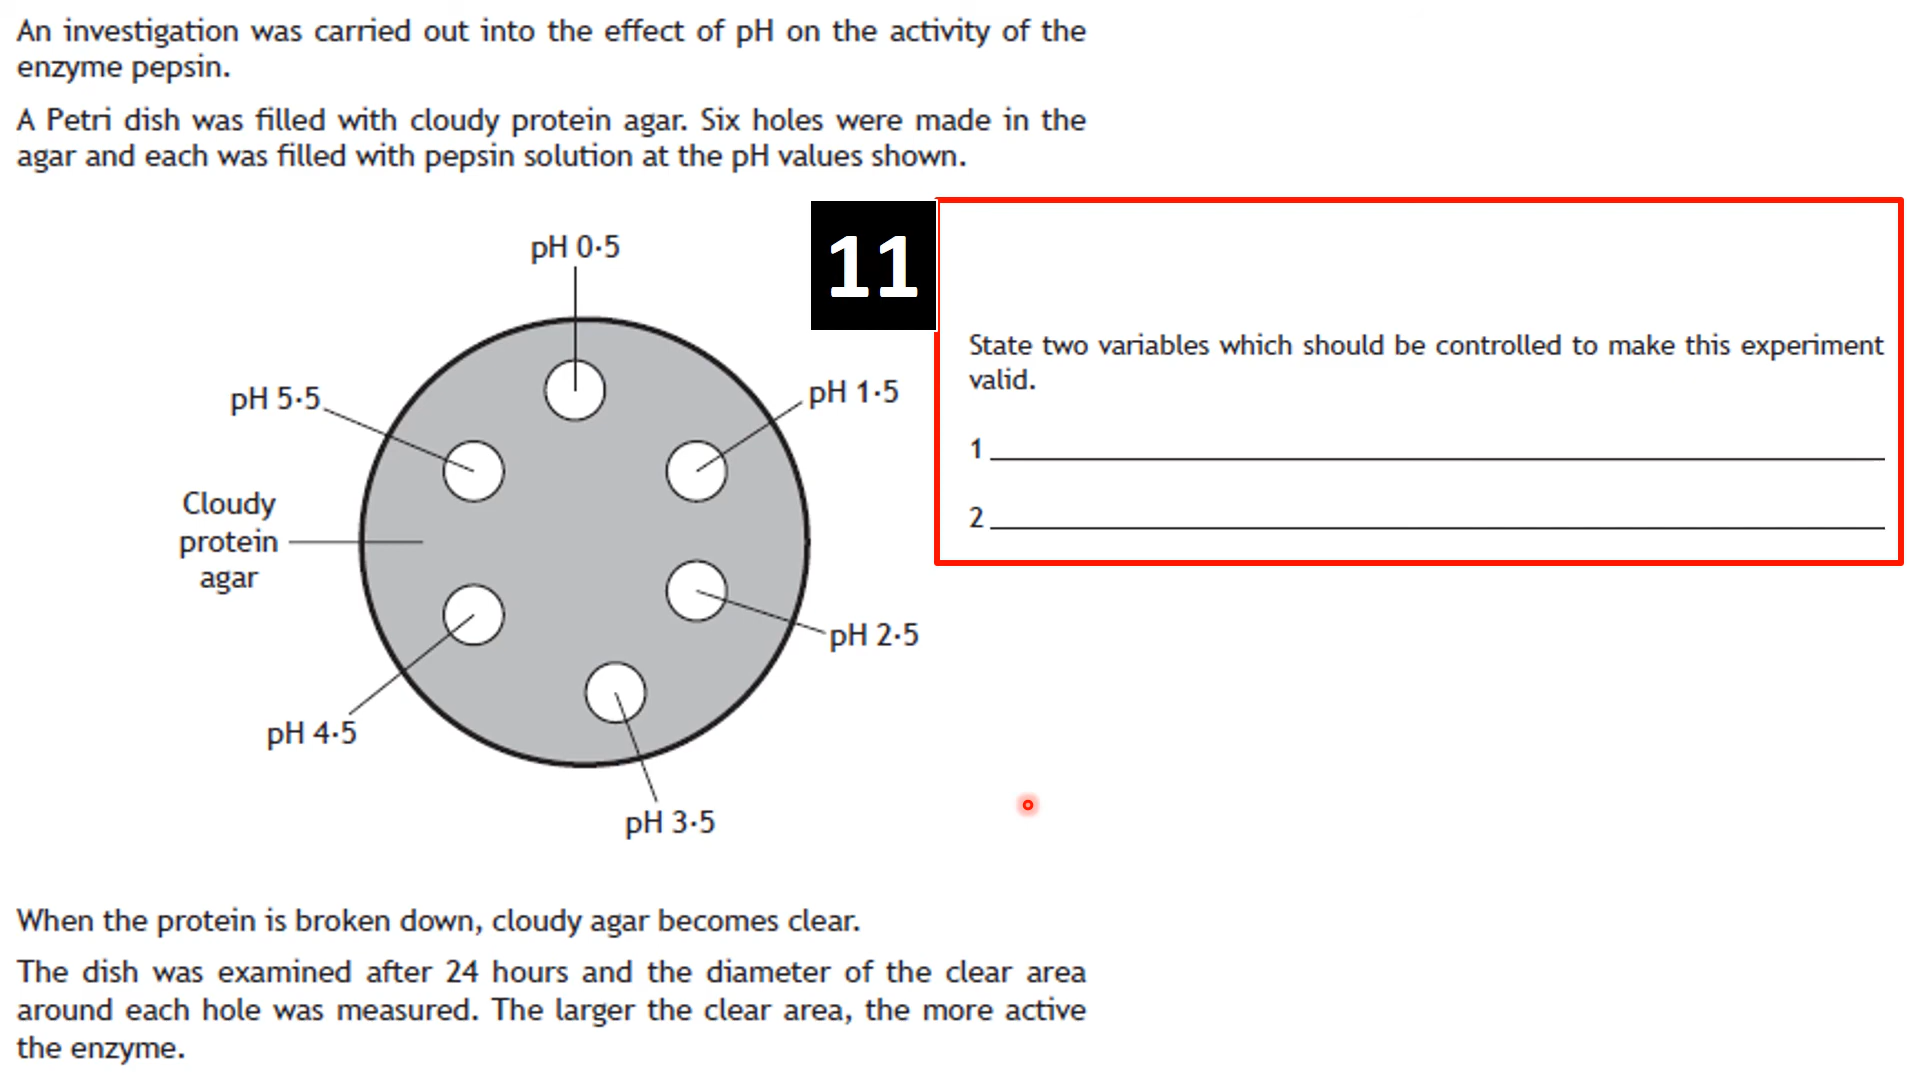 An investigation was carried out into the effect of pH on the activity of the
enzyme pepsin.
A Petri dish was filled with cloudy protein agar. Six holes were made in the
agar and each was filled with pepsin solution at the pH values shown.
11
State two variables which should be controlled to make this experiment
valid.
1
2
pH 0·5
pH 5·5
pH 1·5
Cloudy
protein
agar
pH 2·5
pH 4·5
pH 3·5
When the protein is broken down, cloudy agar becomes clear.
The dish was examined after 24 hours and the diameter of the clear area
around each hole was measured. The larger the clear area, the more active
the enzyme.